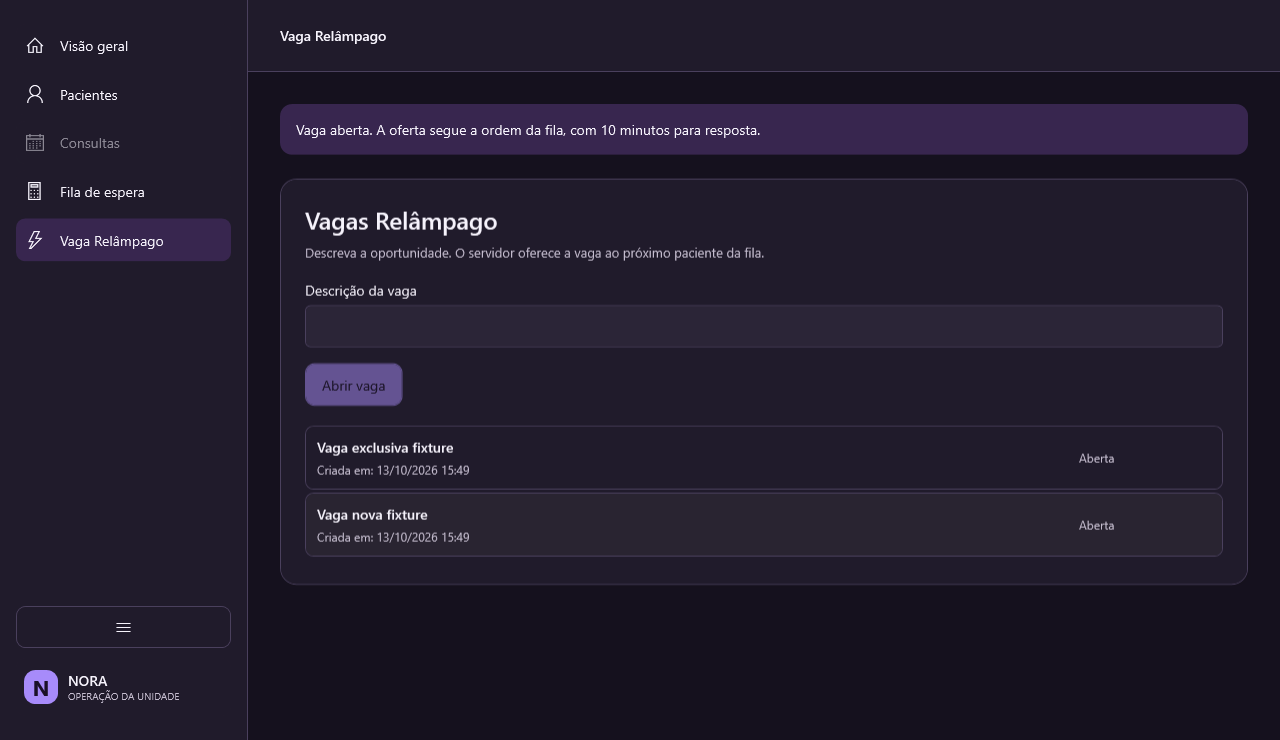 Visão geral
Pacientes
Consultas
Fila de espera
Vaga Relâmpago
N
NORA
OPERAÇÃO DA UNIDADE
Vaga Relâmpago
Vaga aberta. A oferta segue a ordem da fila, com 10 minutos para resposta.
Vagas Relâmpago
Descreva a oportunidade. O servidor oferece a vaga ao próximo paciente da fila.
Descrição da vaga
Abrir vaga
Vaga exclusiva fixture
Criada em: 13/10/2026 15:49
Aberta
Vaga nova fixture
Criada em: 13/10/2026 15:49
Aberta